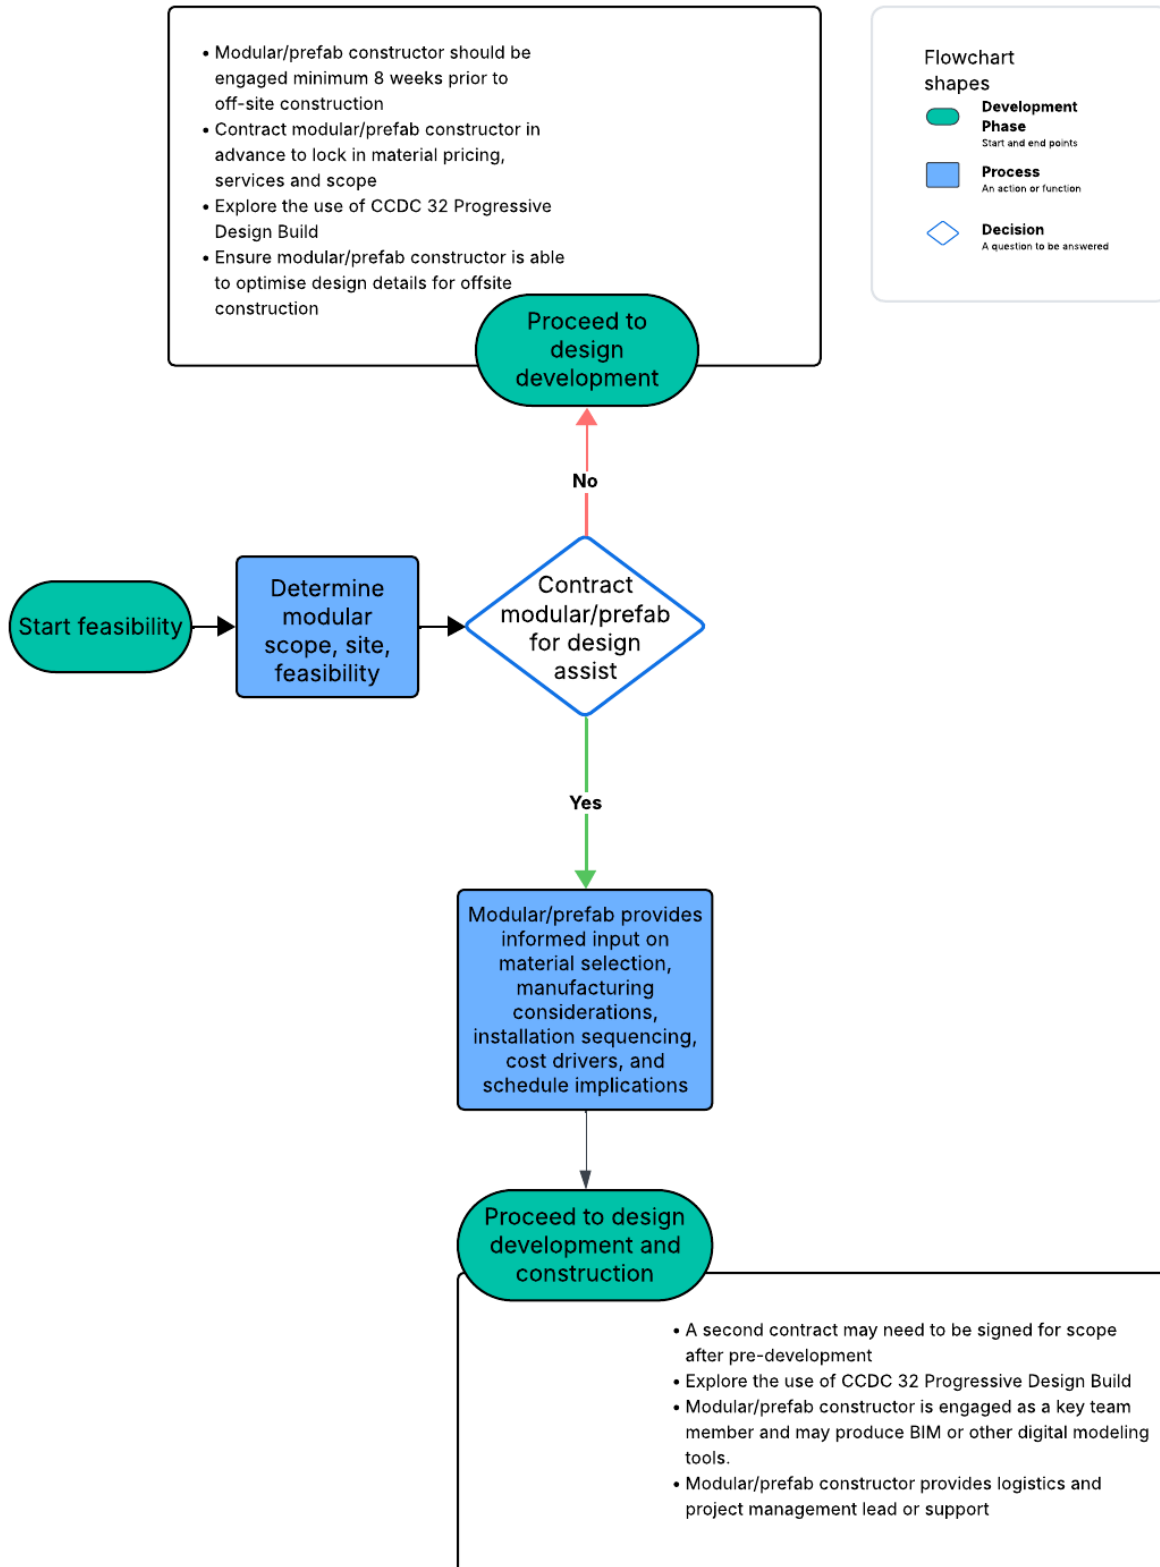 • Modular/prefab constructor should be
engaged minimum 8 weeks prior to
off-site construction
• Contract modular/prefab constructor in
advance to lock in material pricing,
services and scope
• Explore the use of CCDC 32 Progressive
Design Build
• Ensure modular/prefab constructor is able
to optimise design details for offsite
construction
Flowchart
shapes
Development
Phase
Start and end points
Process
An action or function
Decision
A question to be answered
Proceed to
design
development
No
Start feasibility
Determine
modular
scope, site,
feasibility
Contract
modular/prefab
for design
assist
Yes
Modular/prefab provides
informed input on
material selection,
manufacturing
considerations,
installation sequencing,
cost drivers, and
schedule implications
Proceed to design
development and
construction
• A second contract may need to be signed for scope
after pre-development
• Explore the use of CCDC 32 Progressive Design Build
• Modular/prefab constructor is engaged as a key team
member and may produce BIM or other digital modeling
tools.
• Modular/prefab constructor provides logistics and
project management lead or support